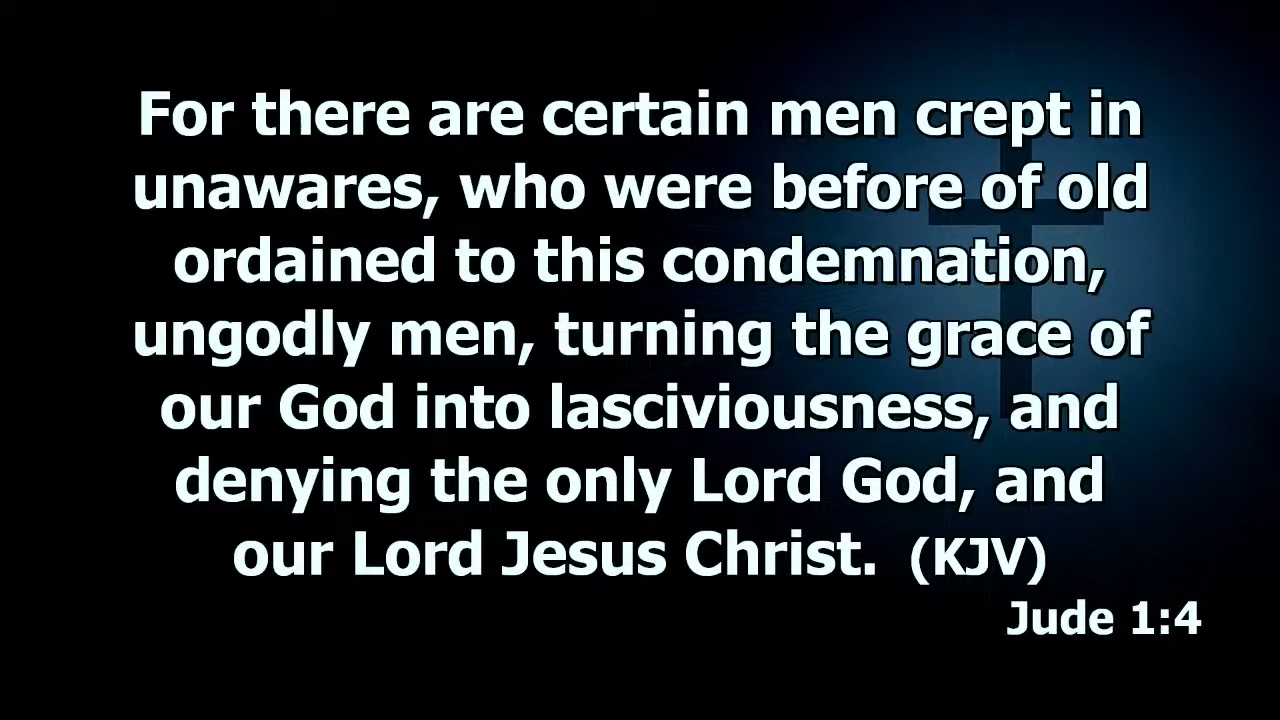 For there are certain men crept in
unawares, who were before of old
ordained to this condemnation,
ungodly men, turning the grace of
our God into lasciviousness, and
denying the only Lord God, and
our Lord Jesus Christ. (KJV)
Jude 1:4